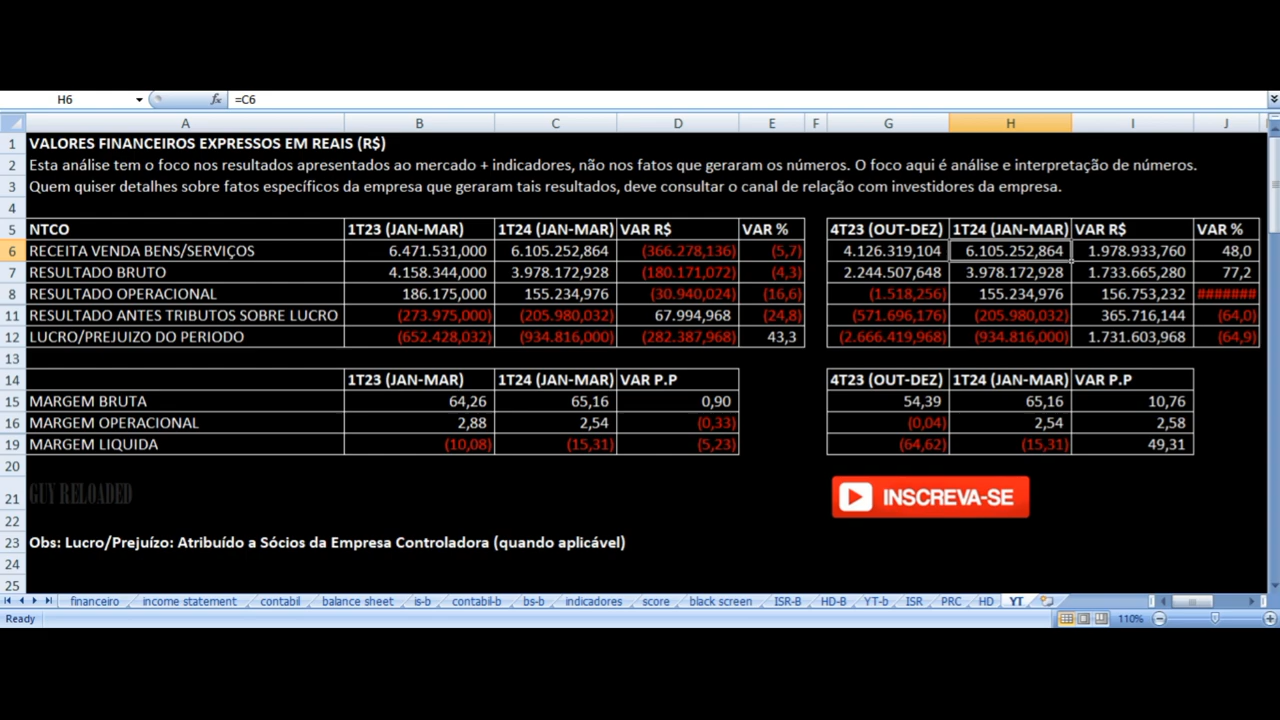 H6 fx =C6
A B C D E F G H I J
1 VALORES FINANCEIROS EXPRESSOS EM REAIS (R$)
2 Esta análise tem o foco nos resultados apresentados ao mercado + indicadores, não nos fatos que geraram os números. O foco aqui é análise e interpretação de números.
3 Quem quiser detalhes sobre fatos específicos da empresa que geraram tais resultados, deve consultar o canal de relação com investidores da empresa.
4
5 NTCO 1T23 (JAN-MAR) 1T24 (JAN-MAR) VAR R$ VAR % 4T23 (OUT-DEZ) 1T24 (JAN-MAR) VAR R$ VAR %
6 RECEITA VENDA BENS/SERVIÇOS 6.471.531,000 6.105.252,864 (366.278,136) (5,7) 4.126.319,104 6.105.252,864 1.978.933,760 48,0
7 RESULTADO BRUTO 4.158.344,000 3.978.172,928 (180.171,072) (4,3) 2.244.507,648 3.978.172,928 1.733.665,280 77,2
8 RESULTADO OPERACIONAL 186.175,000 155.234,976 (30.940,024) (16,6) (1.518,256) 155.234,976 156.753,232 #######
11 RESULTADO ANTES TRIBUTOS SOBRE LUCRO (273.975,000) (205.980,032) 67.994,968 (24,8) (571.696,176) (205.980,032) 365.716,144 (64,0)
12 LUCRO/PREJUIZO DO PERIODO (652.428,032) (934.816,000) (282.387,968) 43,3 (2.666.419,968) (934.816,000) 1.731.603,968 (64,9)
13
14 1T23 (JAN-MAR) 1T24 (JAN-MAR) VAR P.P 4T23 (OUT-DEZ) 1T24 (JAN-MAR) VAR P.P
15 MARGEM BRUTA 64,26 65,16 0,90 54,39 65,16 10,76
16 MARGEM OPERACIONAL 2,88 2,54 (0,33) (0,04) 2,54 2,58
19 MARGEM LIQUIDA (10,08) (15,31) (5,23) (64,62) (15,31) 49,31
20
21 GUY RELOADED INSCREVA-SE
22
23 Obs: Lucro/Prejuízo: Atribuído a Sócios da Empresa Controladora (quando aplicável)
24
25
financeiro income statement contabil balance sheet is-b contabil-b bs-b indicadores score black screen ISR-B HD-B YT-b ISR PRC HD YT
Ready 110%